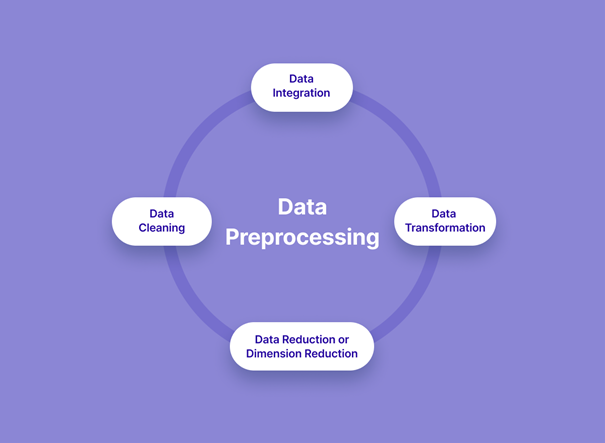 Data
Integration
Data
Cleaning
Data
Preprocessing
Data
Transformation
Data Reduction or
Dimension Reduction